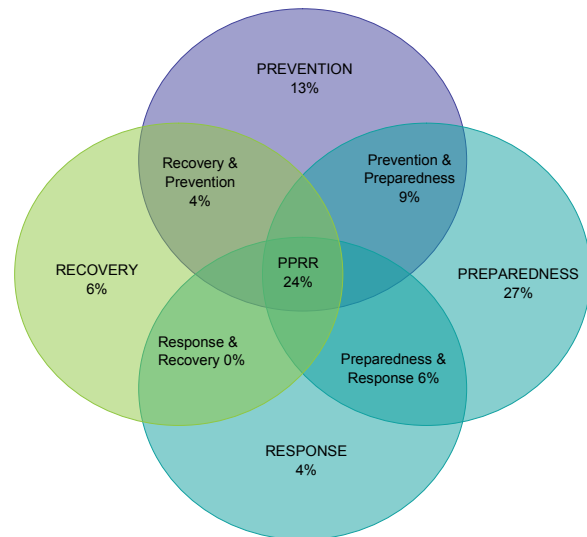 PREVENTION
13%
Recovery &
Prevention
4%
Prevention &
Preparedness
9%
RECOVERY
6%
PPRR
24%
PREPAREDNESS
27%
Response &
Recovery 0%
Preparedness &
Response 6%
RESPONSE
4%